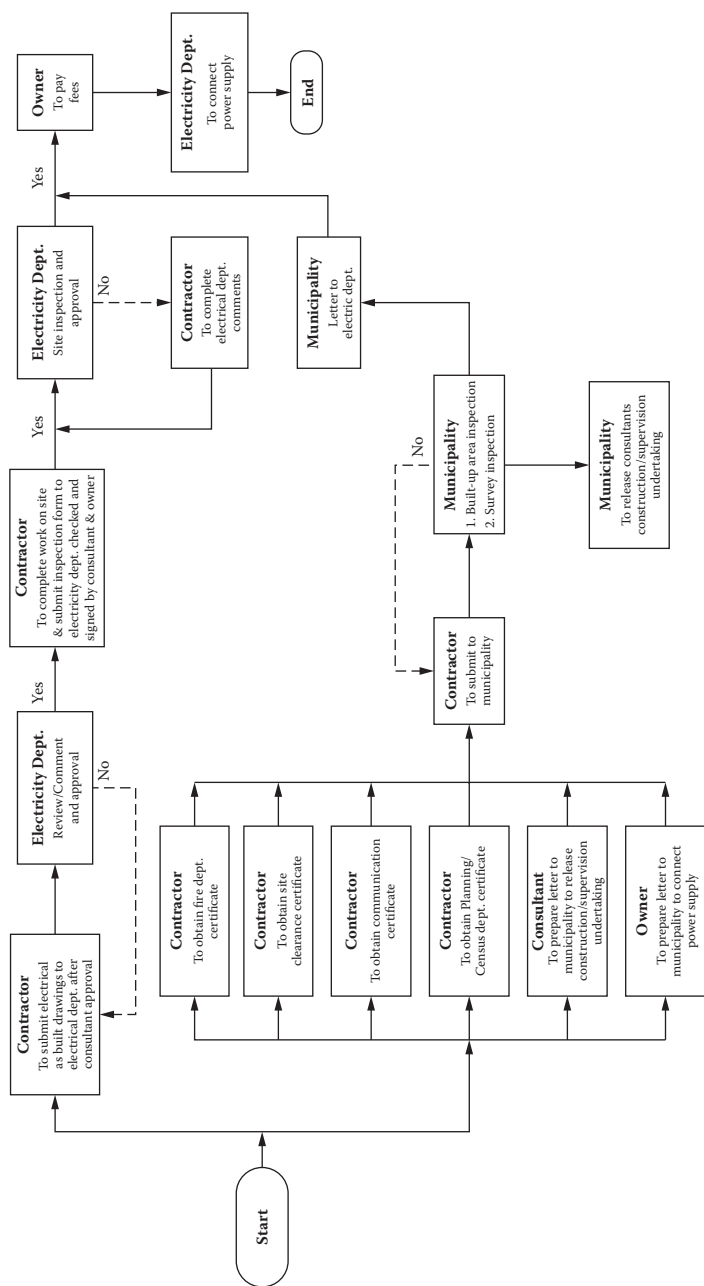 Start
Contractor
To submit electrical
as built drawings to
electrical dept. after
consultant approval
Electricity Dept.
Review/Comment
and approval
No
Yes
Contractor
To complete work on site
& submit inspection form to
electricity dept. checked and
signed by consultant & owner
Yes
Electricity Dept.
Site inspection and
approval
No
Contractor
To complete
electrical dept.
comments
Yes
Owner
To pay
fees
Electricity Dept.
To connect
power supply
End
Contractor
To obtain fire dept.
certificate
Contractor
To obtain site
clearance certificate
Contractor
To obtain communication
certificate
Contractor
To obtain Planning/
Census dept. certificate
Consultant
To prepare letter to
municipality to release
construction/supervision
undertaking
Owner
To prepare letter to
municipality to connect
power supply
Contractor
To submit to
municipality
No
Municipality
1. Built-up area inspection
2. Survey inspection
Municipality
Letter to
electric dept.
Municipality
To release consultants
construction/supervision
undertaking